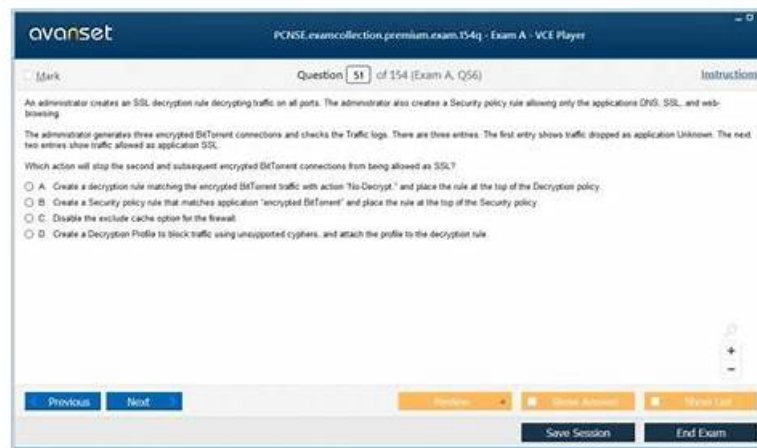 avanset
PCNSE.examcollection.premium.exam.154q - Exam A - VCE Player
Mark
Question 51 of 154 (Exam A, Q56)
Instructions
An administrator creates an SSL decryption rule decrypting traffic on all ports. The administrator also creates a Security policy rule allowing only the applications DNS, SSL, and web-
browsing.
The administrator generates three encrypted BitTorrent connections and checks the Traffic logs. There are three entries. The first entry shows traffic dropped as application Unknown. The next
two entries show traffic allowed as application SSL.
Which action will stop the second and subsequent encrypted BitTorrent connections from being allowed as SSL?
A. Create a decryption rule matching the encrypted BitTorrent traffic with action "No-Decrypt," and place the rule at the top of the Decryption policy.
B. Create a Security policy rule that matches application "encrypted BitTorrent" and place the rule at the top of the Security policy.
C. Disable the exclude cache option for the firewall.
D. Create a Decryption Profile to block traffic using unsupported cyphers, and attach the profile to the decryption rule.
Previous
Next
Review
Show Answer
Show List
Save Session
End Exam